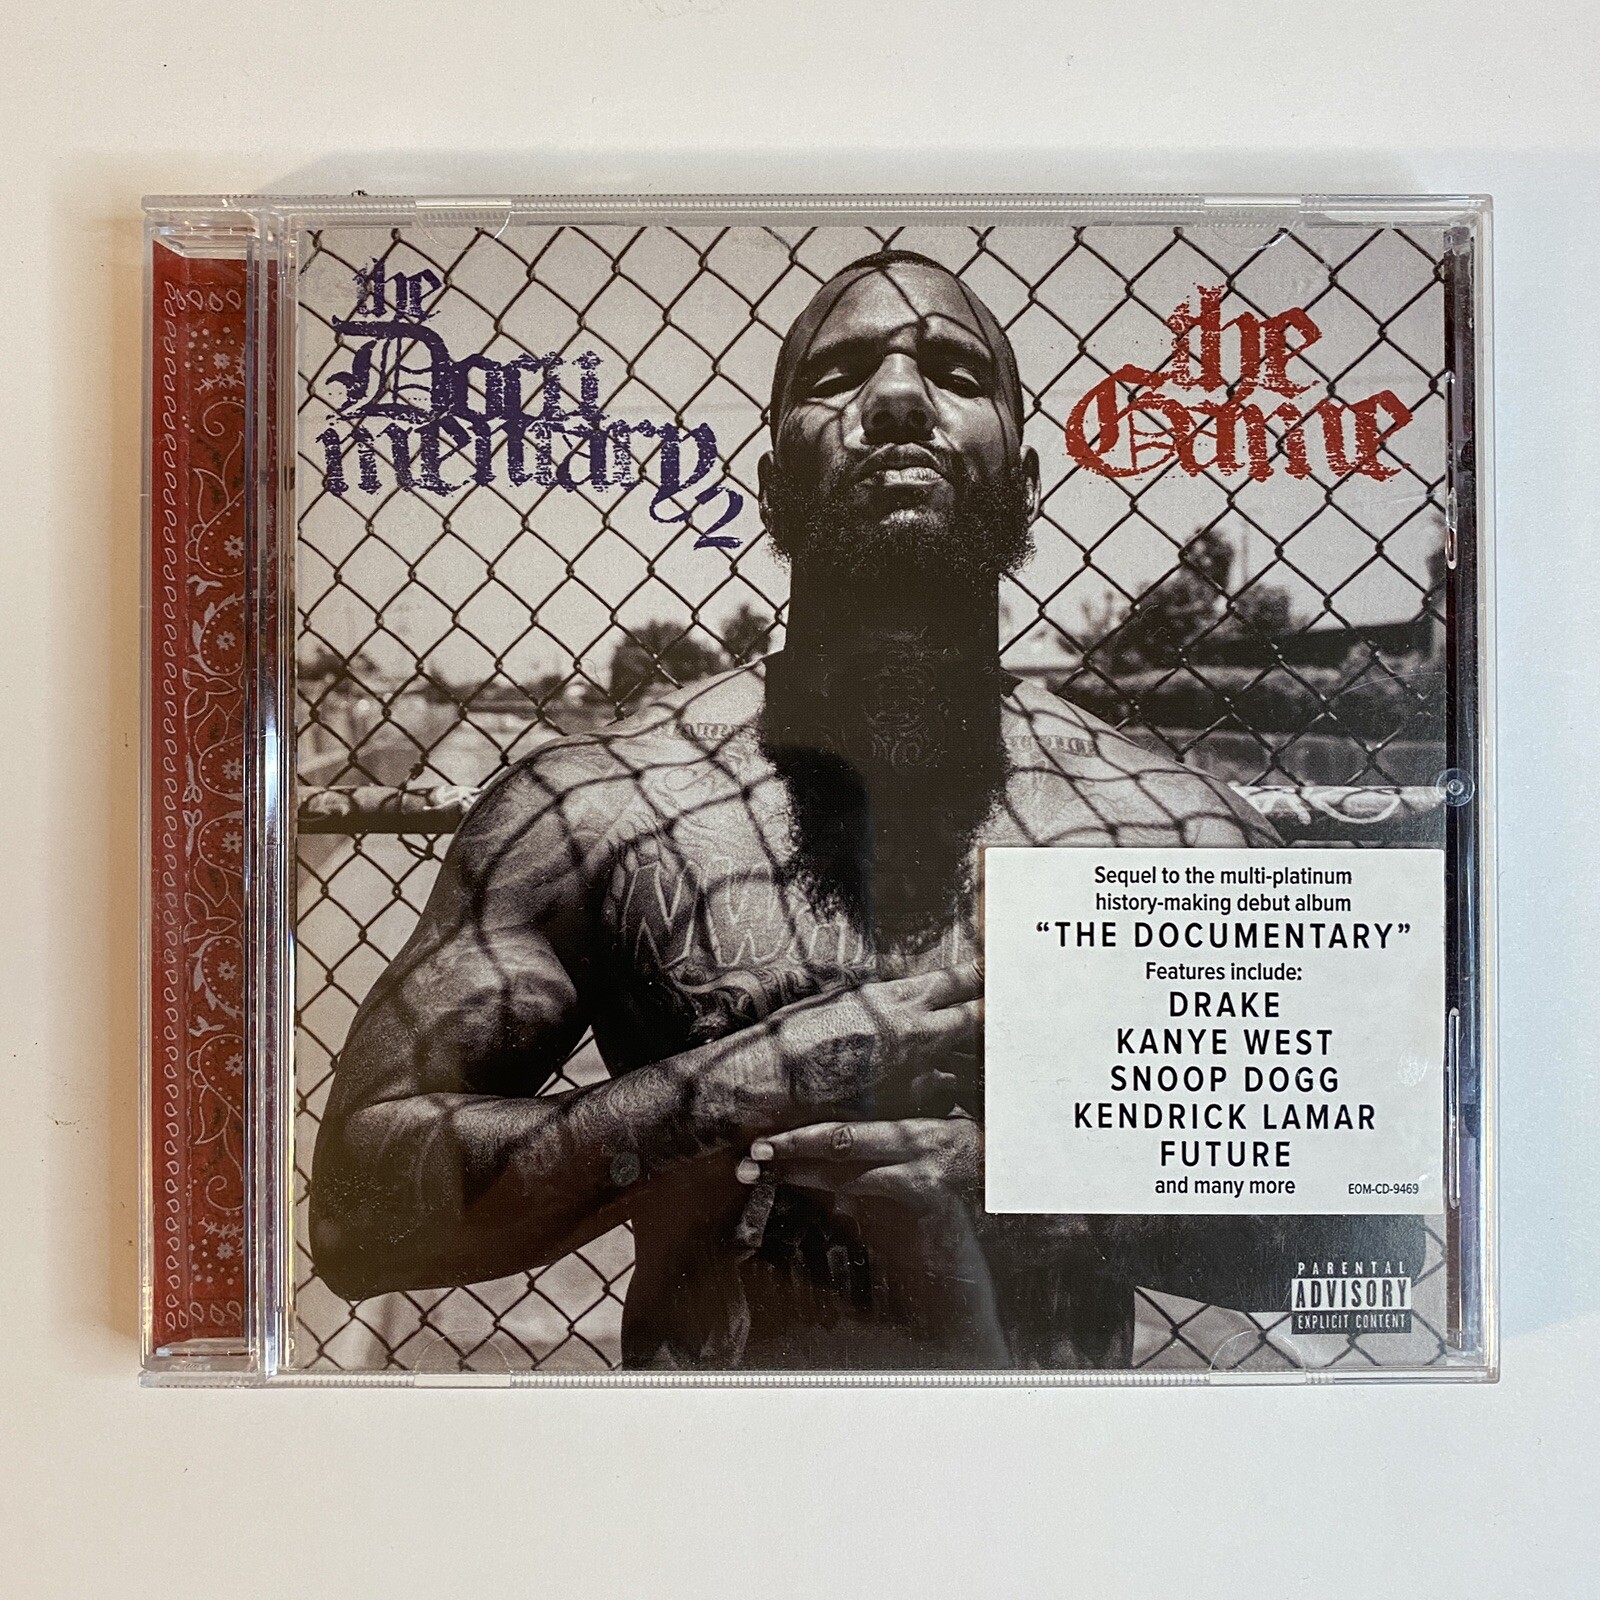 the
Docu
mentary
2
the
Game
Sequel to the multi-platinum
history-making debut album
“THE DOCUMENTARY”
Features include:
DRAKE
KANYE WEST
SNOOP DOGG
KENDRICK LAMAR
FUTURE
and many more
EOM-CD-9469
PARENTAL
ADVISORY
EXPLICIT CONTENT